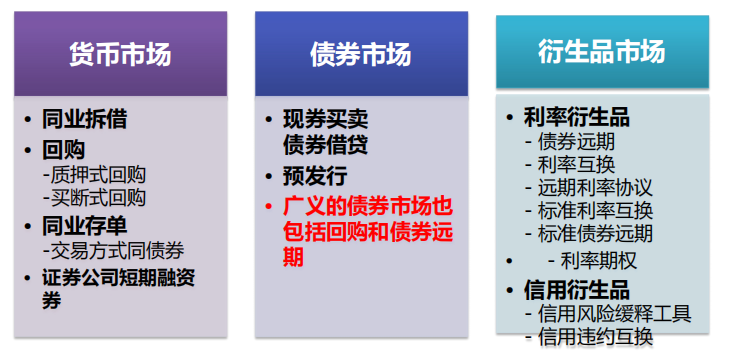 货币市场
• 同业拆借
• 回购
-质押式回购
-买断式回购
• 同业存单
-交易方式同债券
• 证券公司短期融资
券
债券市场
• 现券买卖
债券借贷
• 预发行
• 广义的债券市场也
包括回购和债券远
期
衍生品市场
• 利率衍生品
- 债券远期
- 利率互换
- 远期利率协议
- 标准利率互换
- 标准债券远期
• - 利率期权
• 信用衍生品
- 信用风险缓释工具
- 信用违约互换